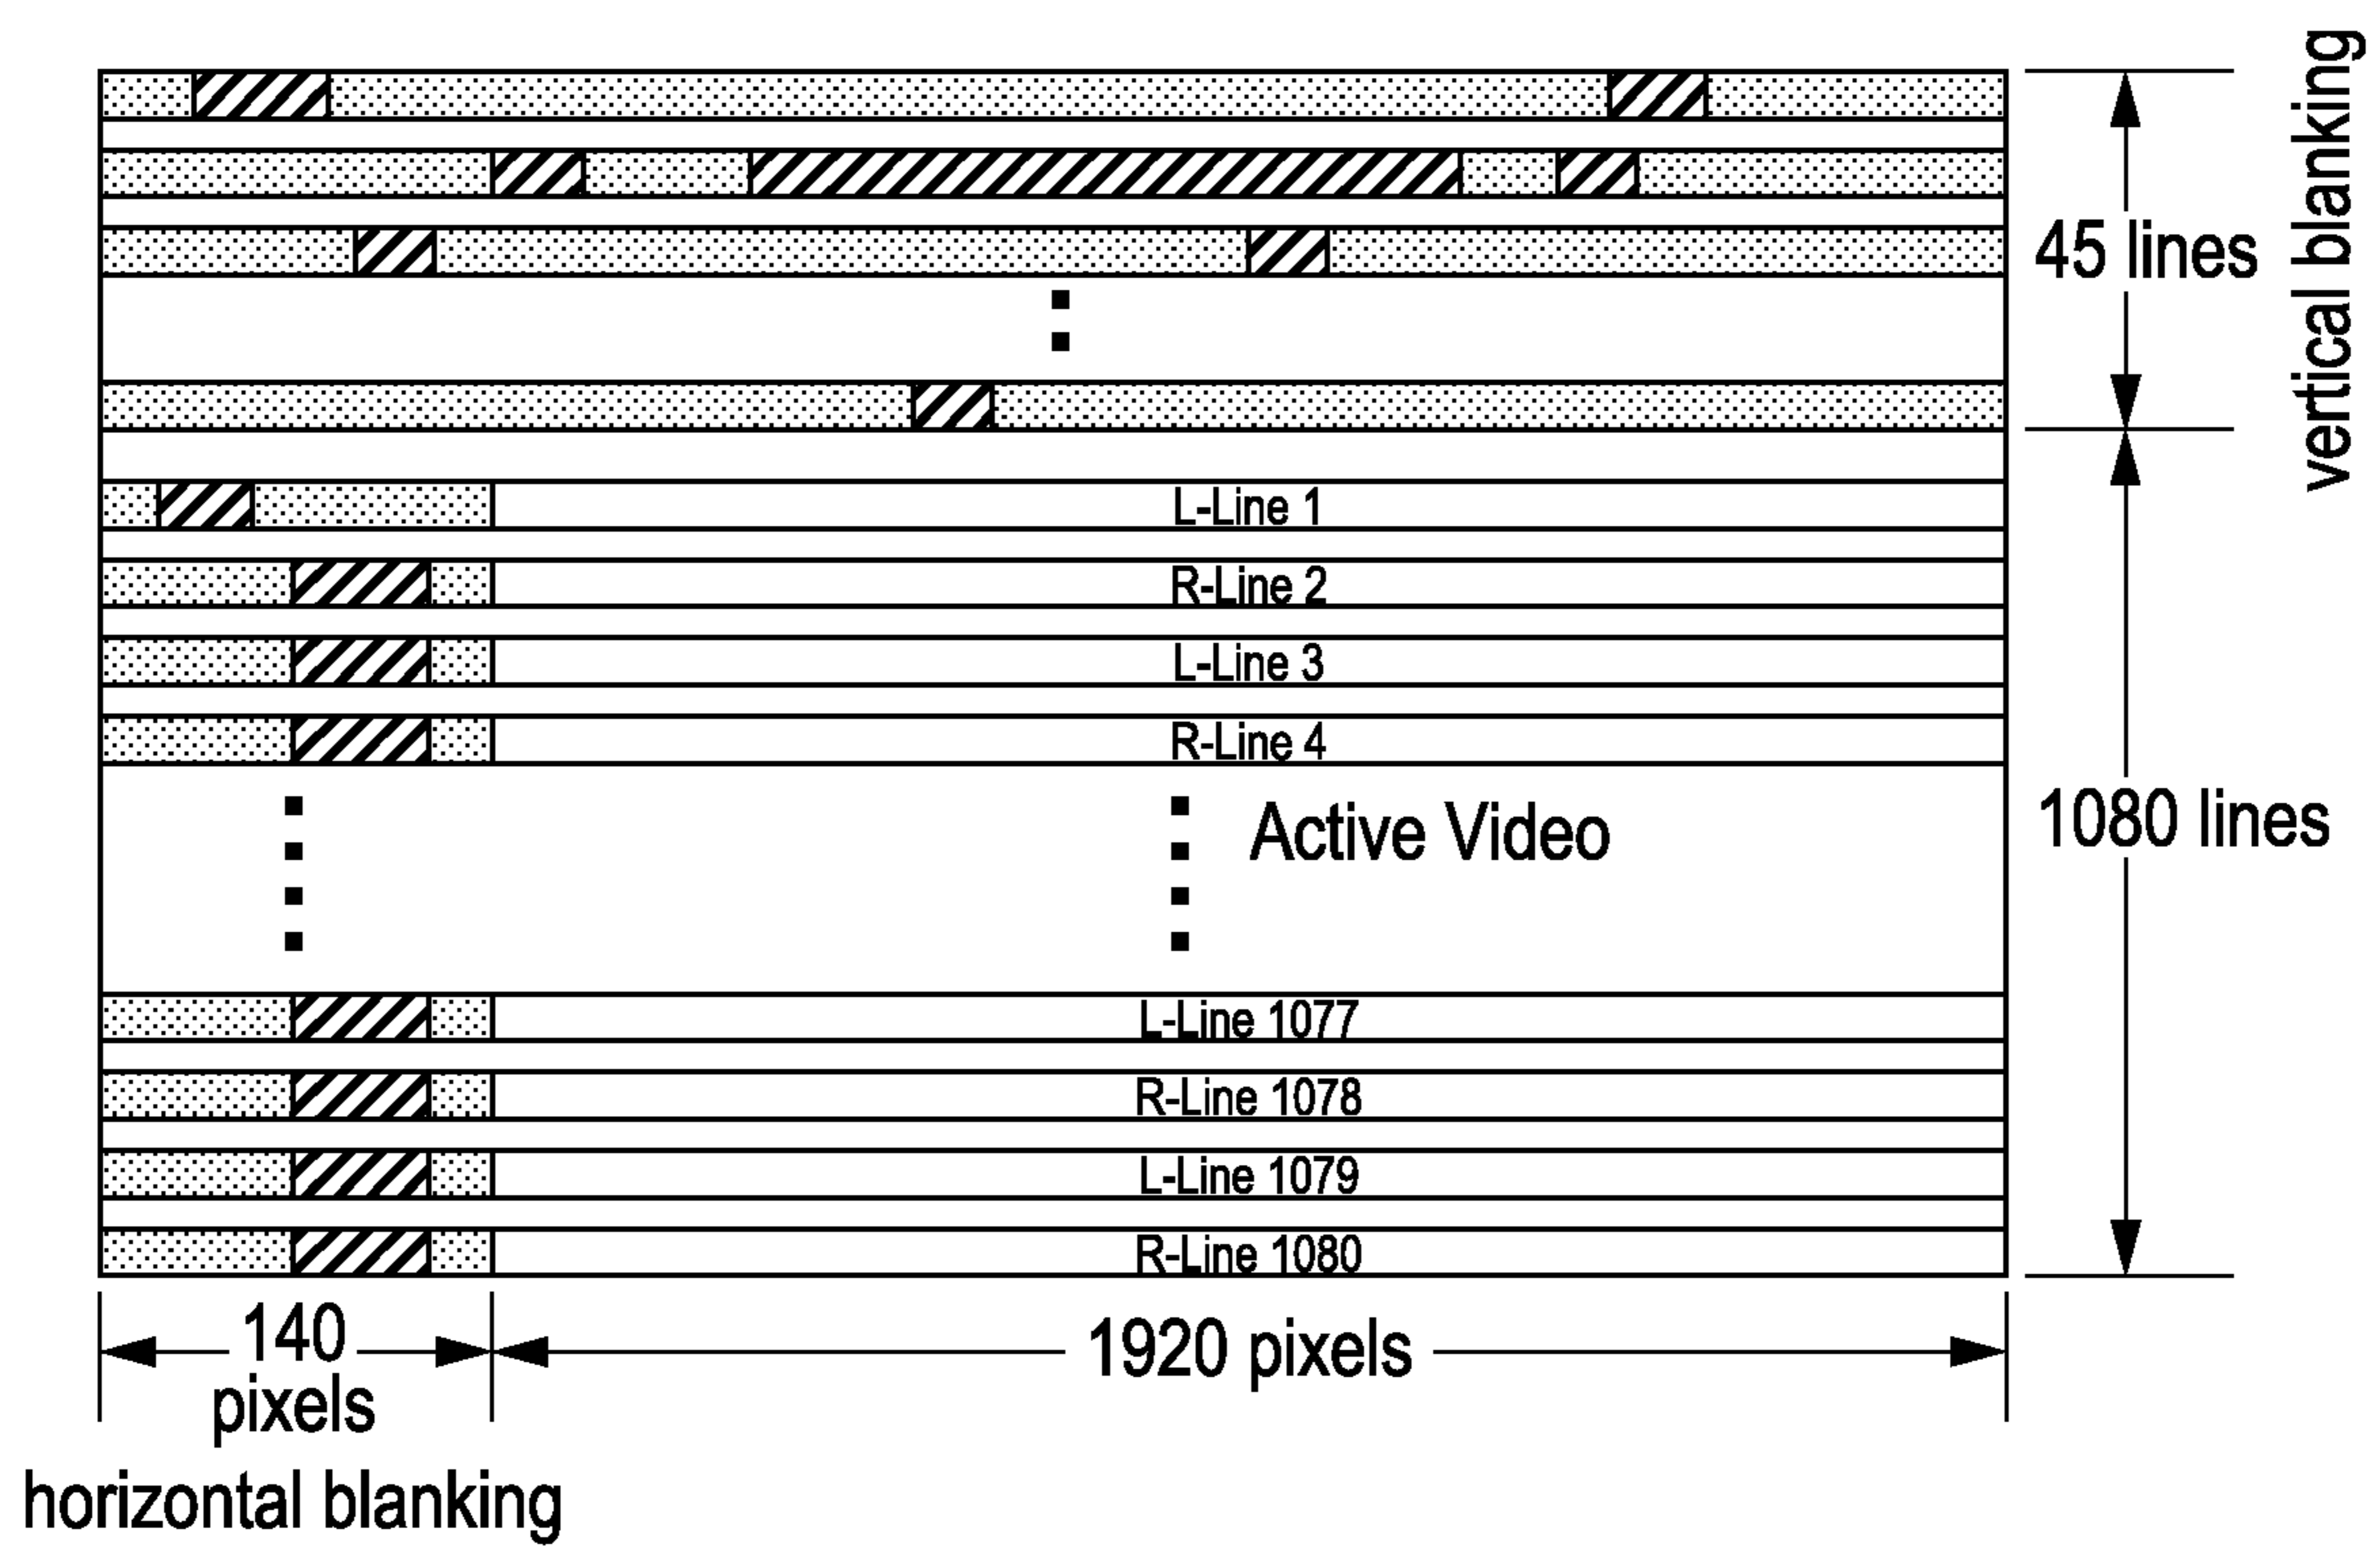 vertical blanking
45 lines
L-Line 1
R-Line 2
L-Line 3
R-Line 4
Active Video
1080 lines
L-Line 1077
R-Line 1078
L-Line 1079
R-Line 1080
140
pixels
1920 pixels
horizontal blanking